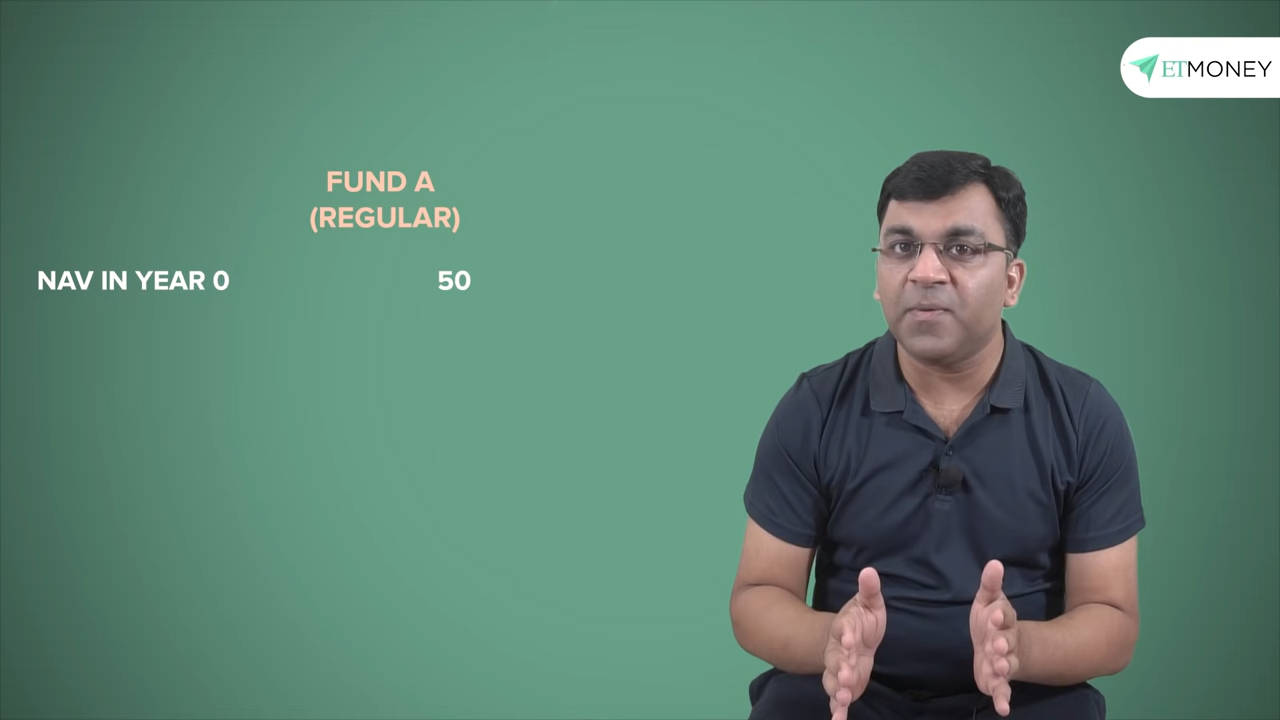 ETMONEY
FUND A
(REGULAR)
NAV IN YEAR 0 50